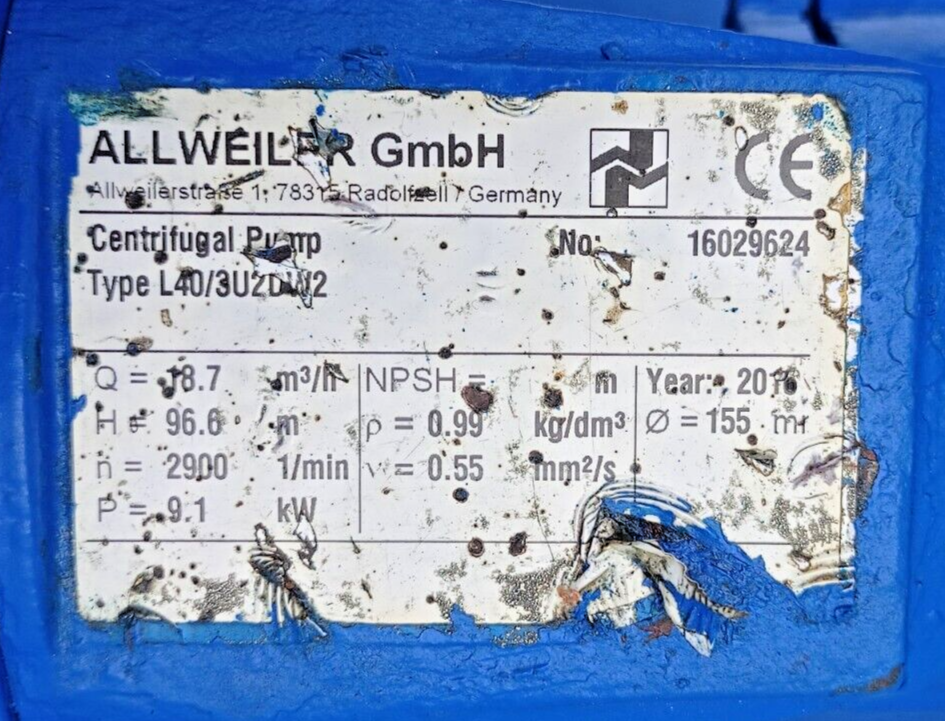 ALLWEILER GmbH
Allweilerstraße 1, 78315 Radolfzell / Germany
CE
Centrifugal Pump No: 16029624
Type L40/3U2DW2
Q = 18.7 m³/h NPSH = m Year: 2016
H = 96.6 m ρ = 0.99 kg/dm³ Ø = 155 mm
n = 2900 1/min ν = 0.55 mm²/s
P = 9.1 kW